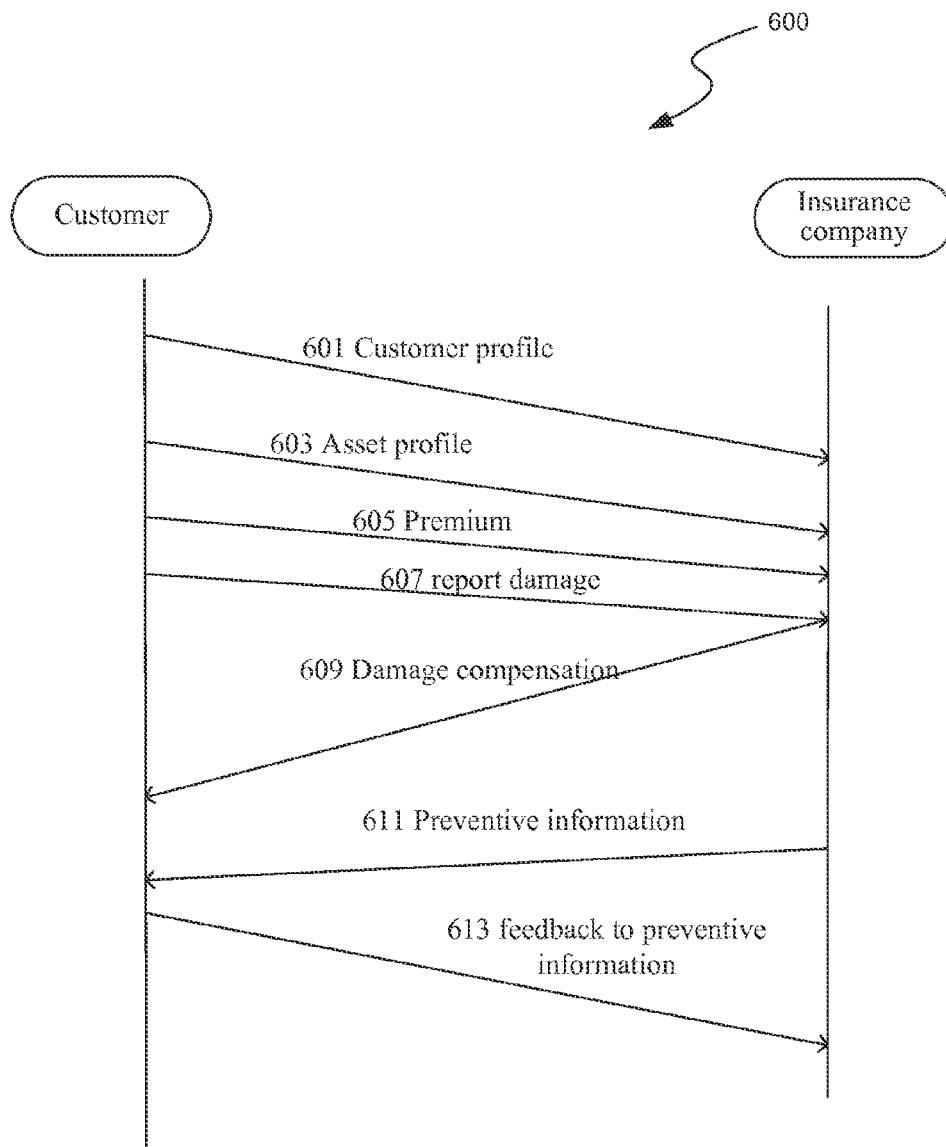 600
Customer
Insurance
company
601 Customer profile
603 Asset profile
605 Premium
607 report damage
609 Damage compensation
611 Preventive information
613 feedback to preventive
information